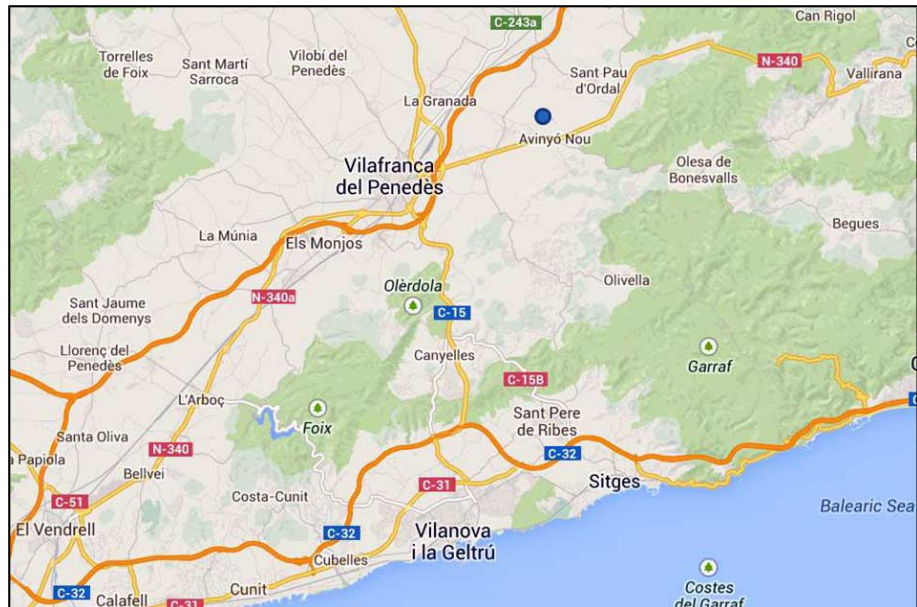 C-243a
Can Rigol
Torrelles
de Foix
Sant Martí
Sarroca
Vilobí del
Penedès
N-340
Sant Pau
d'Ordal
Vallirana
La Granada
Avinyó Nou
Vilafranca
del Penedès
Olesa de
Bonesvalls
Begues
La Múnia
Els Monjos
Olivella
Olèrdola
N-340a
Sant Jaume
dels Domenys
C-15
Garraf
Llorenç del
Penedès
Canyelles
C-15B
L'Arboç
Foix
Sant Pere
de Ribes
Santa Oliva
N-340
C-32
a Papiola
Bellvei
Sitges
C-31
C-51
Costa-Cunit
Balearic Sea
El Vendrell
C-32
Vilanova
i la Geltrú
Cubelles
Cunit
C-32
Calafell
C-31
Costes
del Garraf